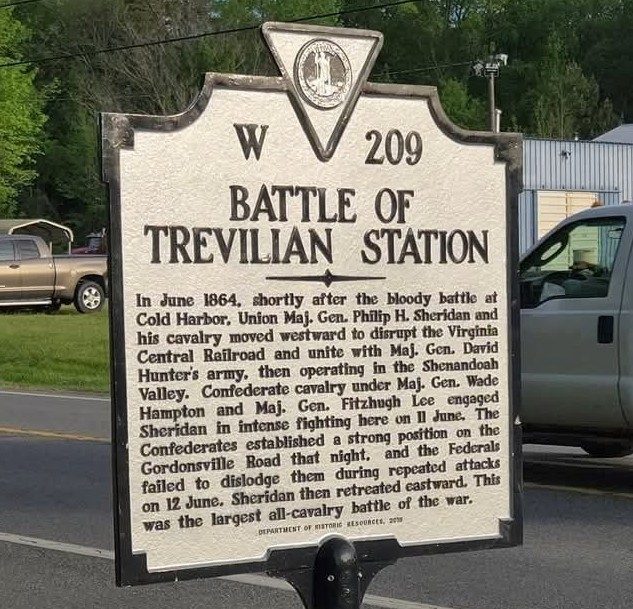 W 209
BATTLE OF
TREVILIAN STATION
In June 1864, shortly after the bloody battle at
Cold Harbor, Union Maj. Gen. Philip H. Sheridan and
his cavalry moved westward to disrupt the Virginia
Central Railroad and unite with Maj. Gen. David
Hunter's army, then operating in the Shenandoah
Valley. Confederate cavalry under Maj. Gen. Wade
Hampton and Maj. Gen. Fitzhugh Lee engaged
Sheridan in intense fighting here on 11 June. The
Confederates established a strong position on the
Gordonsville Road that night, and the Federals
failed to dislodge them during repeated attacks
on 12 June. Sheridan then retreated eastward. This
was the largest all-cavalry battle of the war.
DEPARTMENT OF HISTORIC RESOURCES, 2018